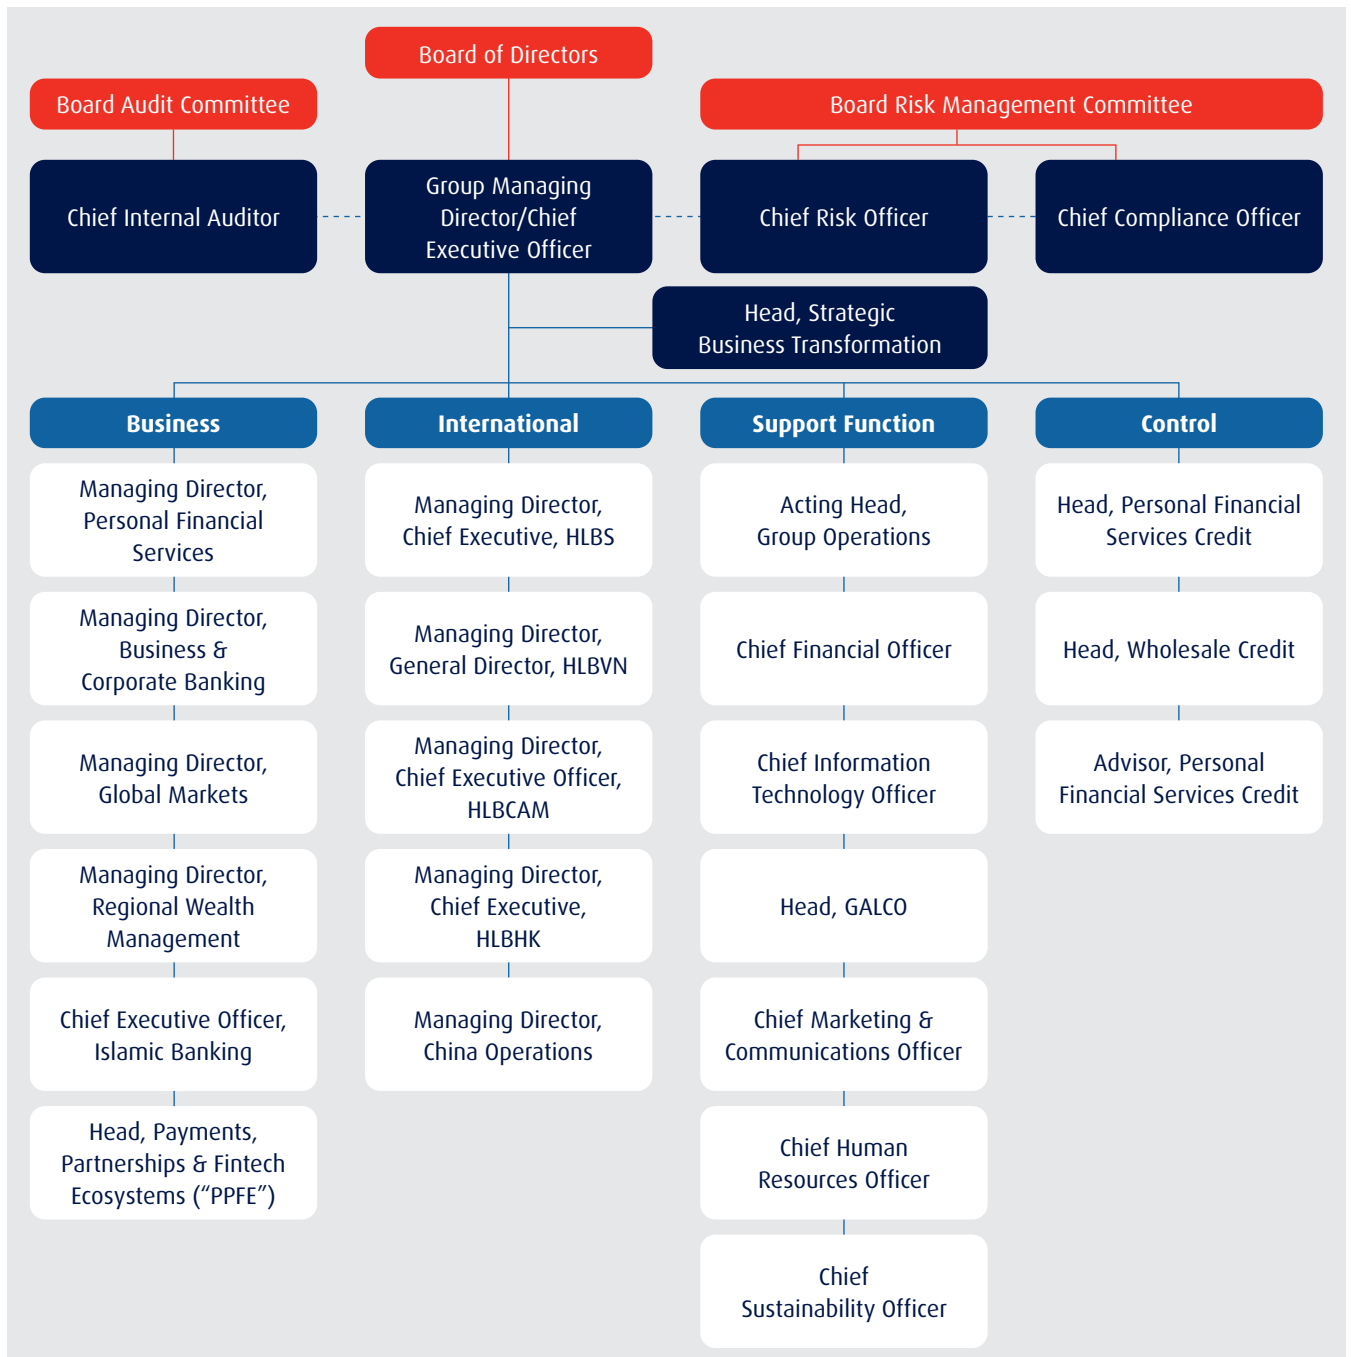 Board of Directors
Board Audit Committee
Board Risk Management Committee
Chief Internal Auditor
Group Managing
Director/Chief
Executive Officer
Chief Risk Officer
Chief Compliance Officer
Head, Strategic
Business Transformation
Business
Managing Director,
Personal Financial
Services
Managing Director,
Business &
Corporate Banking
Managing Director,
Global Markets
Managing Director,
Regional Wealth
Management
Chief Executive Officer,
Islamic Banking
Head, Payments,
Partnerships & Fintech
Ecosystems (“PPFE”)
International
Managing Director,
Chief Executive, HLBS
Managing Director,
General Director, HLBVN
Managing Director,
Chief Executive Officer,
HLBCAM
Managing Director,
Chief Executive,
HLBHK
Managing Director,
China Operations
Support Function
Acting Head,
Group Operations
Chief Financial Officer
Chief Information
Technology Officer
Head, GALCO
Chief Marketing &
Communications Officer
Chief Human
Resources Officer
Chief
Sustainability Officer
Control
Head, Personal Financial
Services Credit
Head, Wholesale Credit
Advisor, Personal
Financial Services Credit